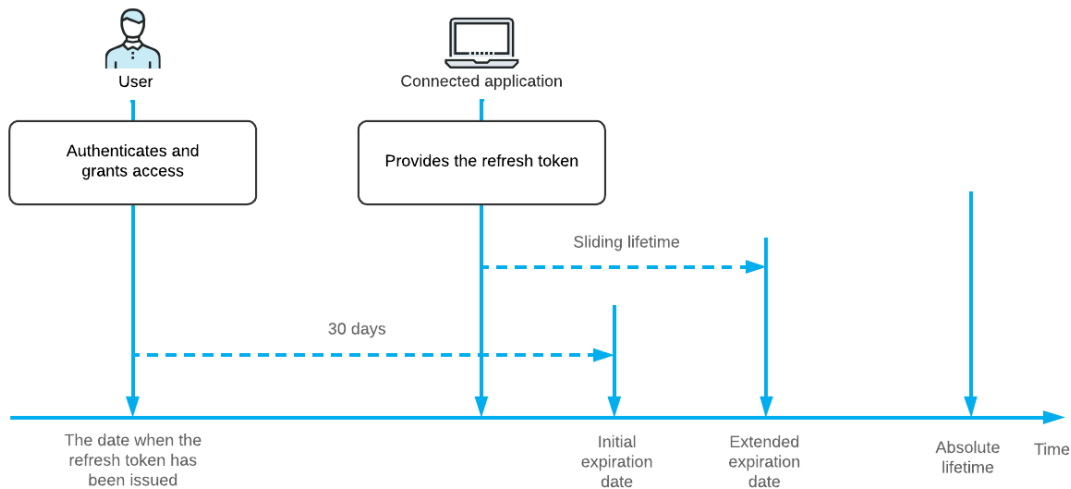 User
Connected application
Authenticates and
grants access
Provides the refresh token
Sliding lifetime
30 days
The date when the
refresh token has
been issued
Initial
expiration
date
Extended
expiration
date
Absolute
lifetime
Time